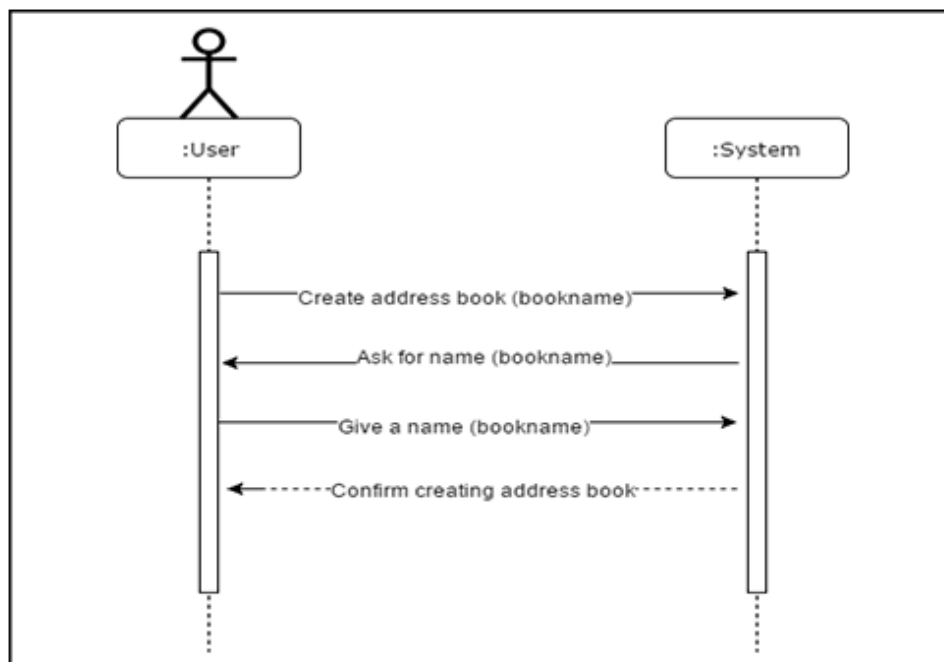 :User
:System
Create address book (bookname)
Ask for name (bookname)
Give a name (bookname)
Confirm creating address book